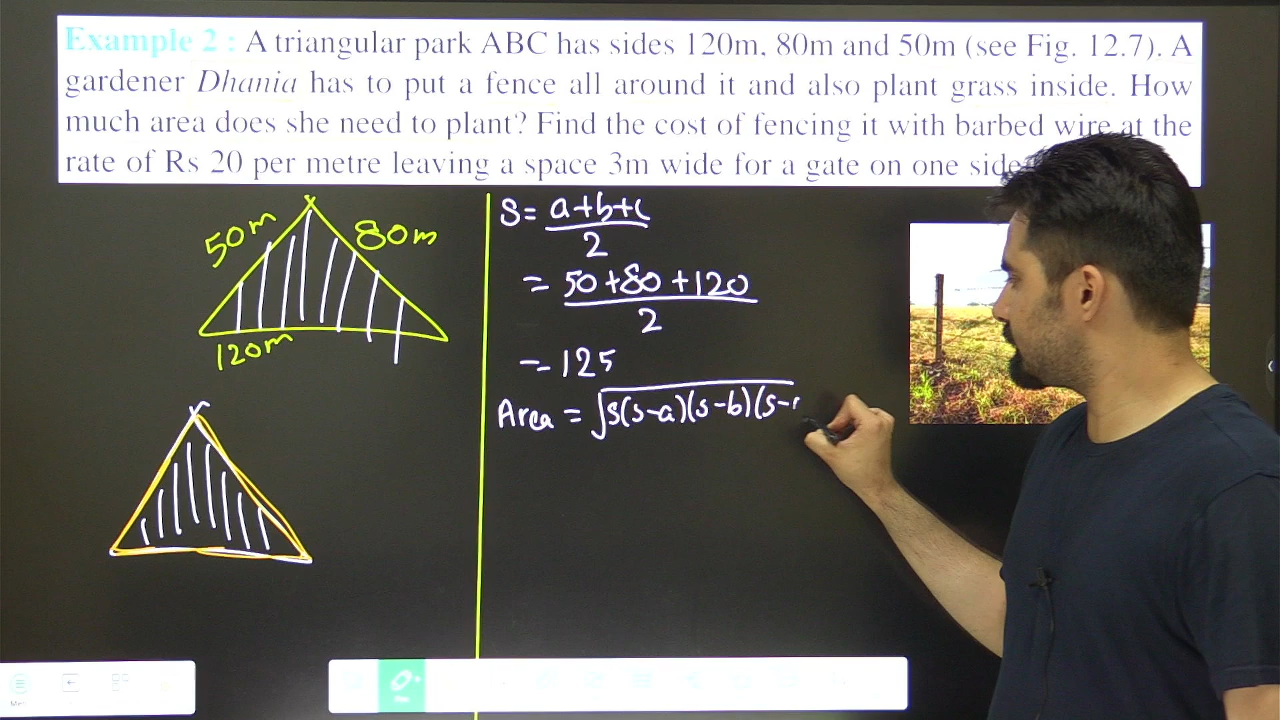 Example 2 : A triangular park ABC has sides 120m, 80m and 50m (see Fig. 12.7). A
gardener Dhania has to put a fence all around it and also plant grass inside. How
much area does she need to plant? Find the cost of fencing it with barbed wire at the
rate of Rs 20 per metre leaving a space 3m wide for a gate on one side
50m
80m
120m
S = a+b+c
2
= 50+80+120
2
= 125
Area = √s(s-a)(s-b)(s-